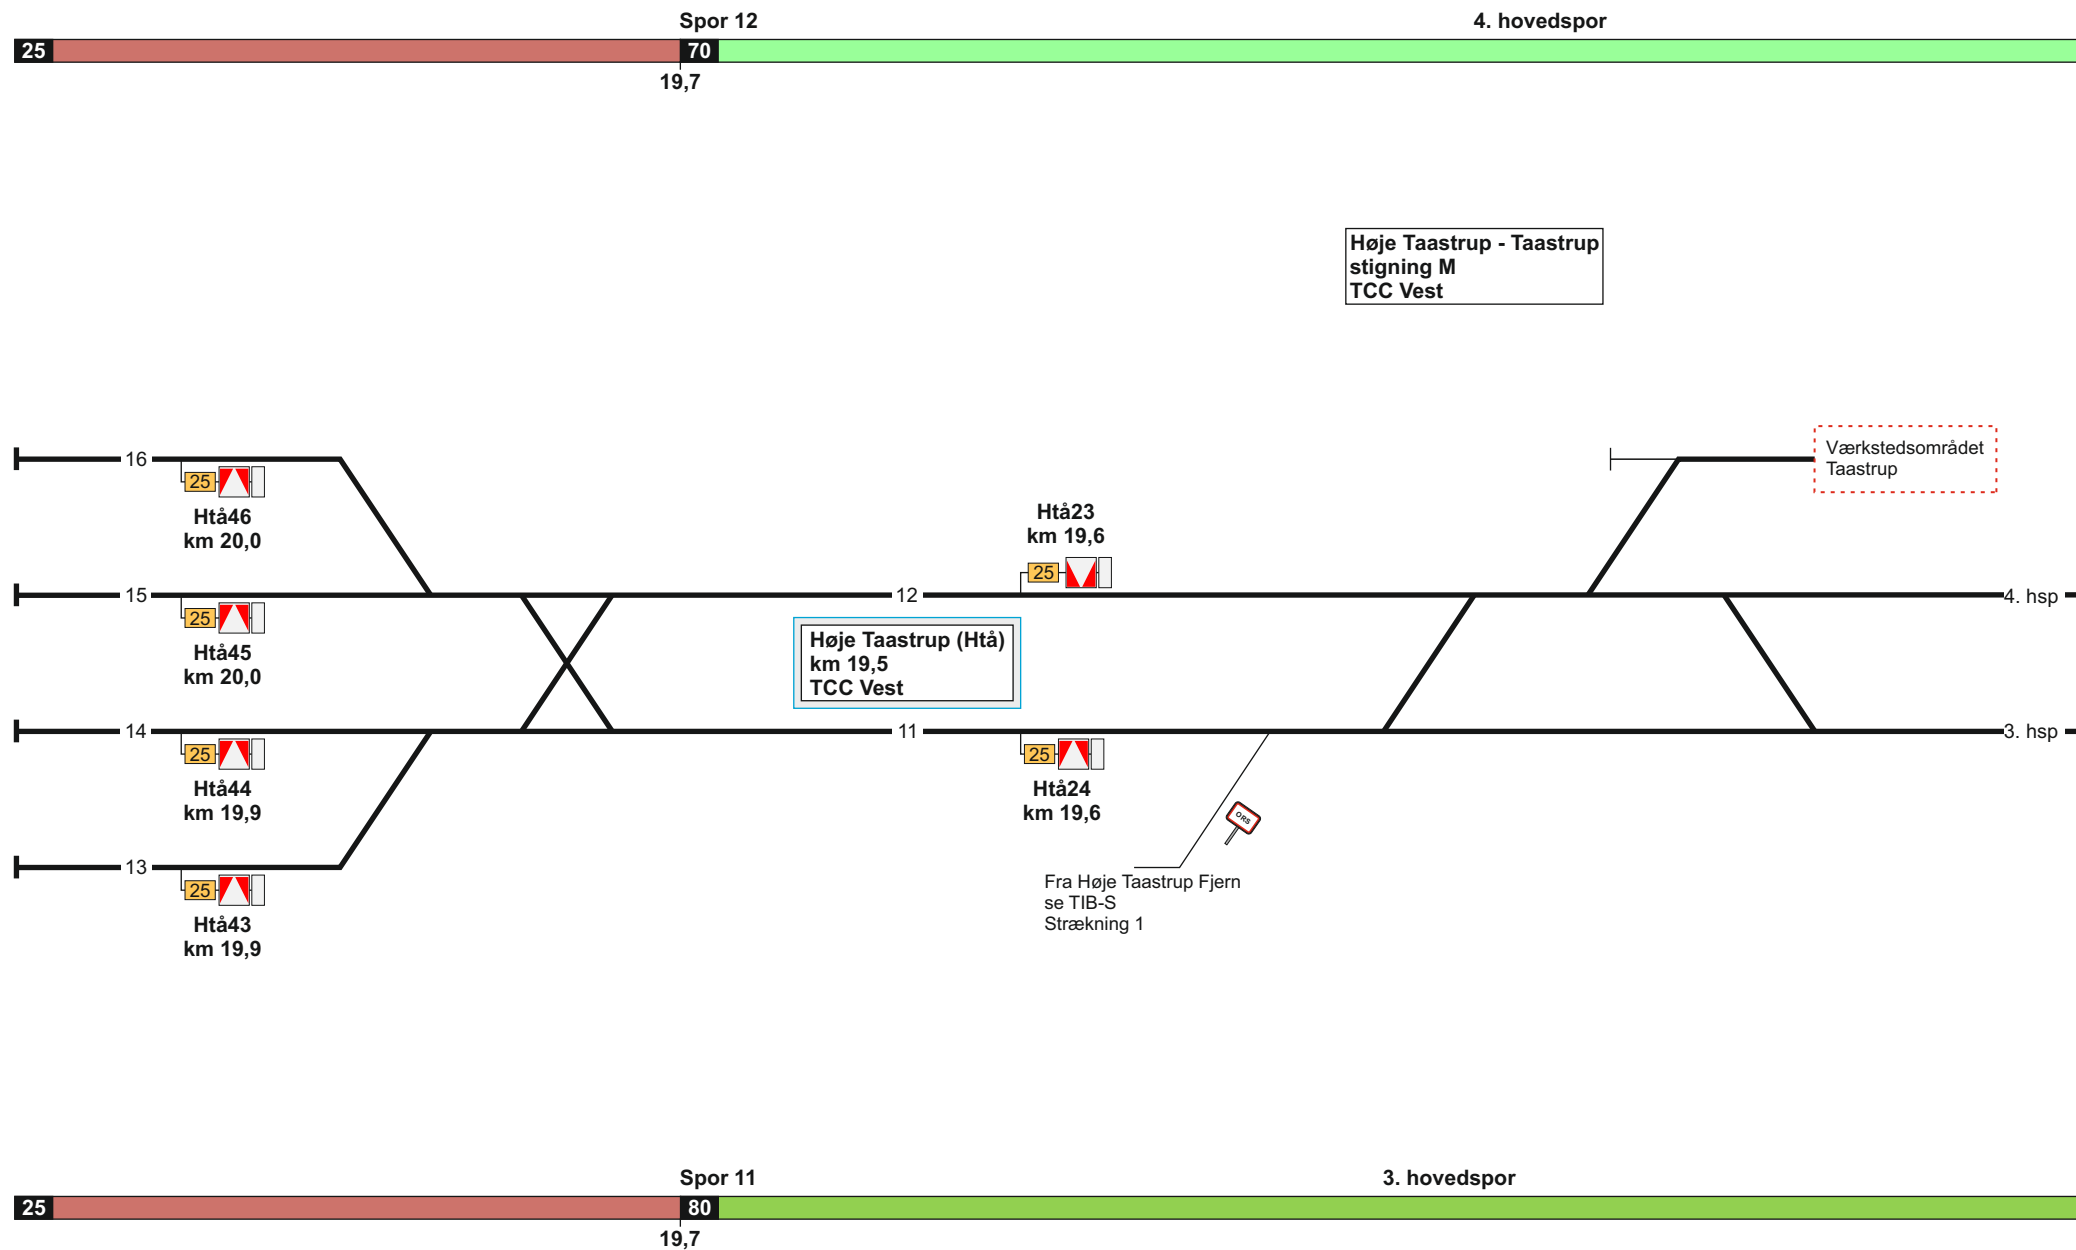 Spor 12
4. hovedspor
25
70
19,7
Høje Taastrup - Taastrup
stigning M
TCC Vest
16
25
Htå46
km 20,0
Værkstedsområdet
Taastrup
Htå23
km 19,6
25
15
12
4. hsp
25
Htå45
km 20,0
Høje Taastrup (Htå)
km 19,5
TCC Vest
14
11
3. hsp
25
Htå44
km 19,9
25
Htå24
km 19,6
ORS
13
25
Htå43
km 19,9
Fra Høje Taastrup Fjern
se TIB-S
Strækning 1
Spor 11
3. hovedspor
25
80
19,7